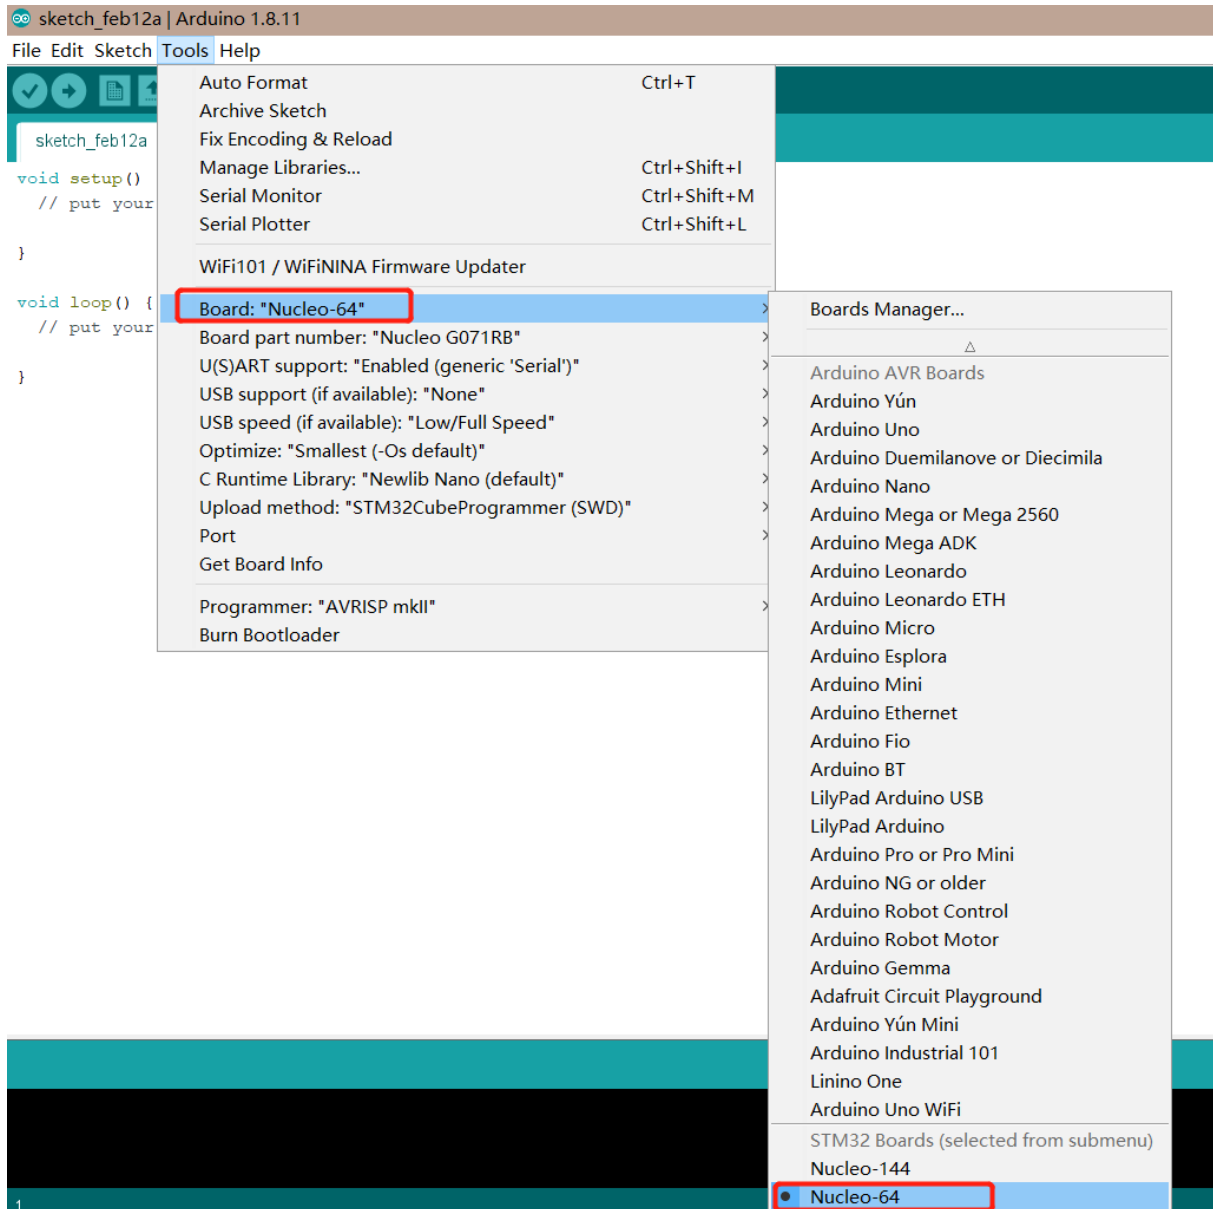 sketch_feb12a | Arduino 1.8.11
File Edit Sketch Tools Help
Auto Format Ctrl+T
Archive Sketch
Fix Encoding & Reload
Manage Libraries... Ctrl+Shift+I
Serial Monitor Ctrl+Shift+M
Serial Plotter Ctrl+Shift+L
WiFi101 / WiFiNINA Firmware Updater
Board: "Nucleo-64"
Board part number: "Nucleo G071RB"
U(S)ART support: "Enabled (generic 'Serial')"
USB support (if available): "None"
USB speed (if available): "Low/Full Speed"
Optimize: "Smallest (-Os default)"
C Runtime Library: "Newlib Nano (default)"
Upload method: "STM32CubeProgrammer (SWD)"
Port
Get Board Info
Programmer: "AVRISP mkII"
Burn Bootloader
sketch_feb12a
void setup()
// put your
}
void loop() {
// put your
}
Boards Manager...
Arduino AVR Boards
Arduino Yún
Arduino Uno
Arduino Duemilanove or Diecimila
Arduino Nano
Arduino Mega or Mega 2560
Arduino Mega ADK
Arduino Leonardo
Arduino Leonardo ETH
Arduino Micro
Arduino Esplora
Arduino Mini
Arduino Ethernet
Arduino Fio
Arduino BT
LilyPad Arduino USB
LilyPad Arduino
Arduino Pro or Pro Mini
Arduino NG or older
Arduino Robot Control
Arduino Robot Motor
Arduino Gemma
Adafruit Circuit Playground
Arduino Yún Mini
Arduino Industrial 101
Linino One
Arduino Uno WiFi
STM32 Boards (selected from submenu)
Nucleo-144
Nucleo-64
1